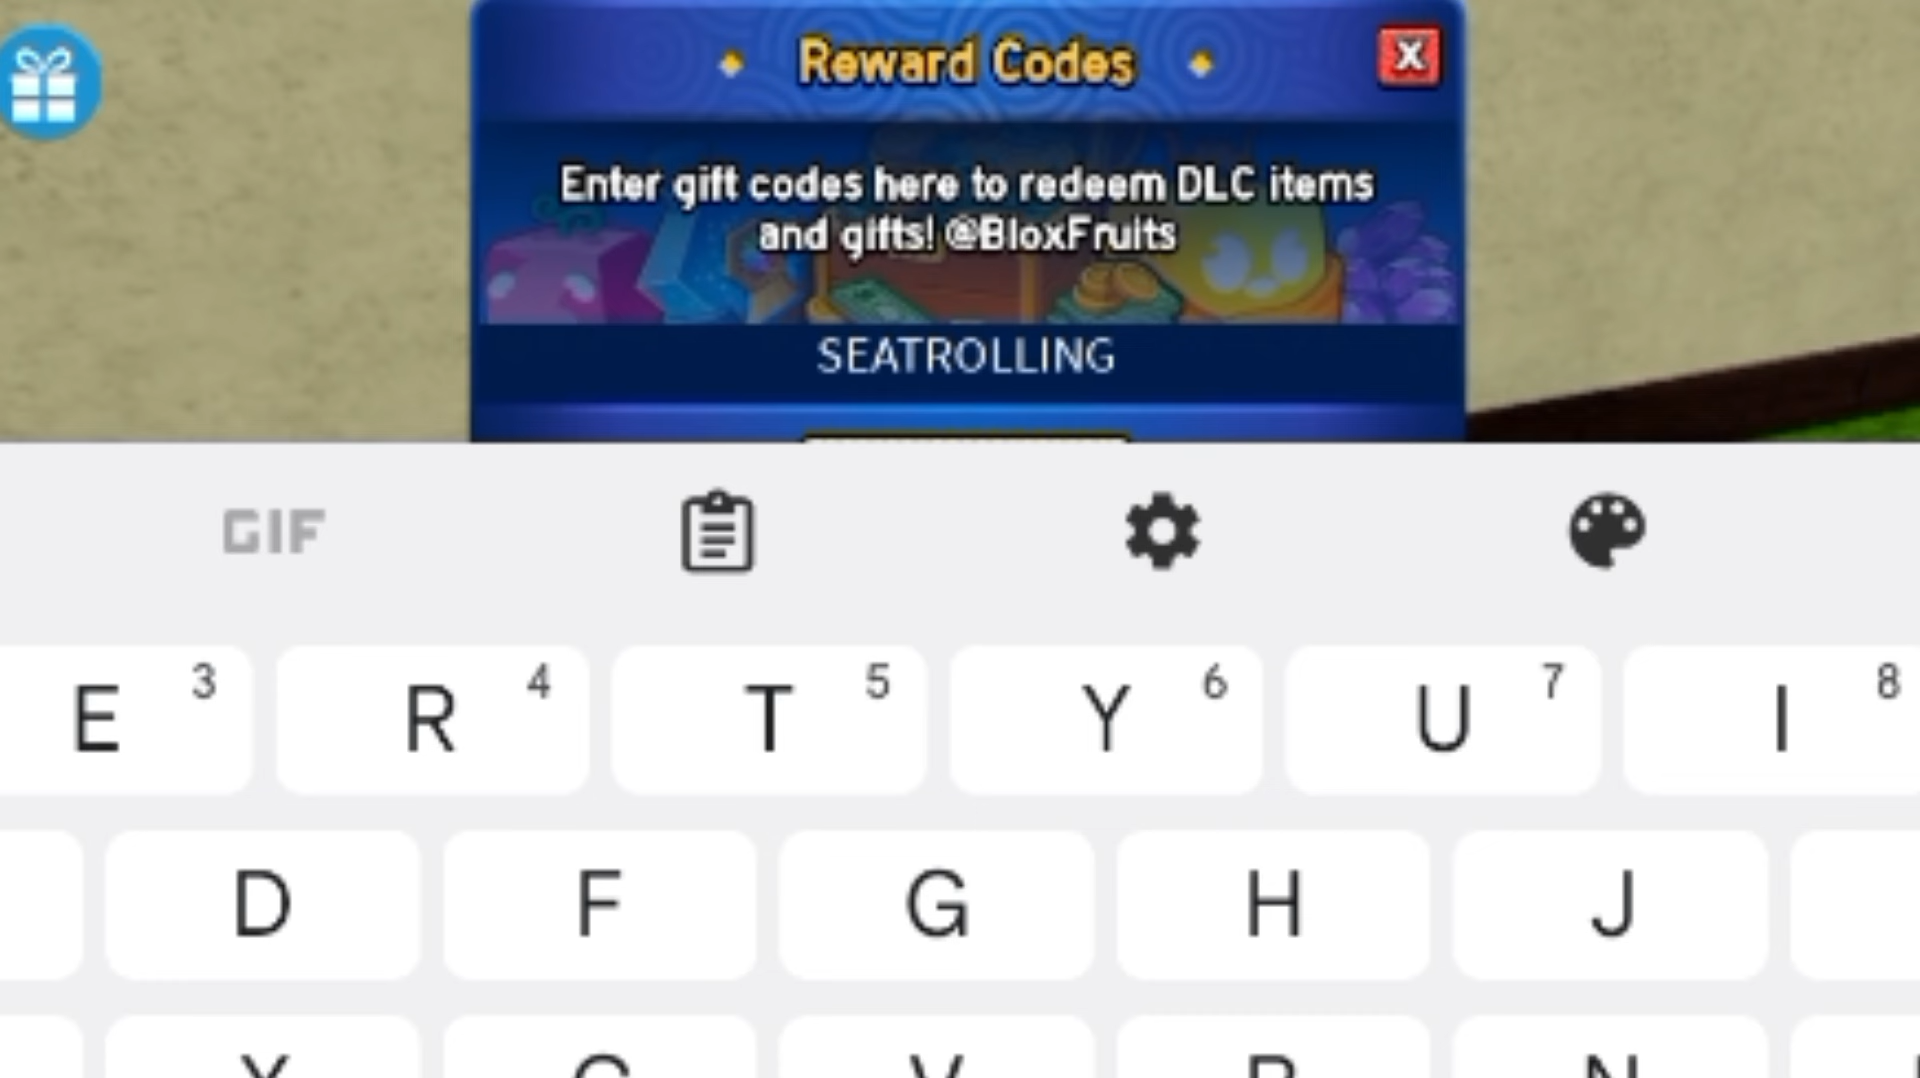 Reward Codes
X
Enter gift codes here to redeem DLC items
and gifts! @BloxFruits
SEATROLLING
GIF
E 3 R 4 T 5 Y 6 U 7 I 8
D F G H J
X C V B N